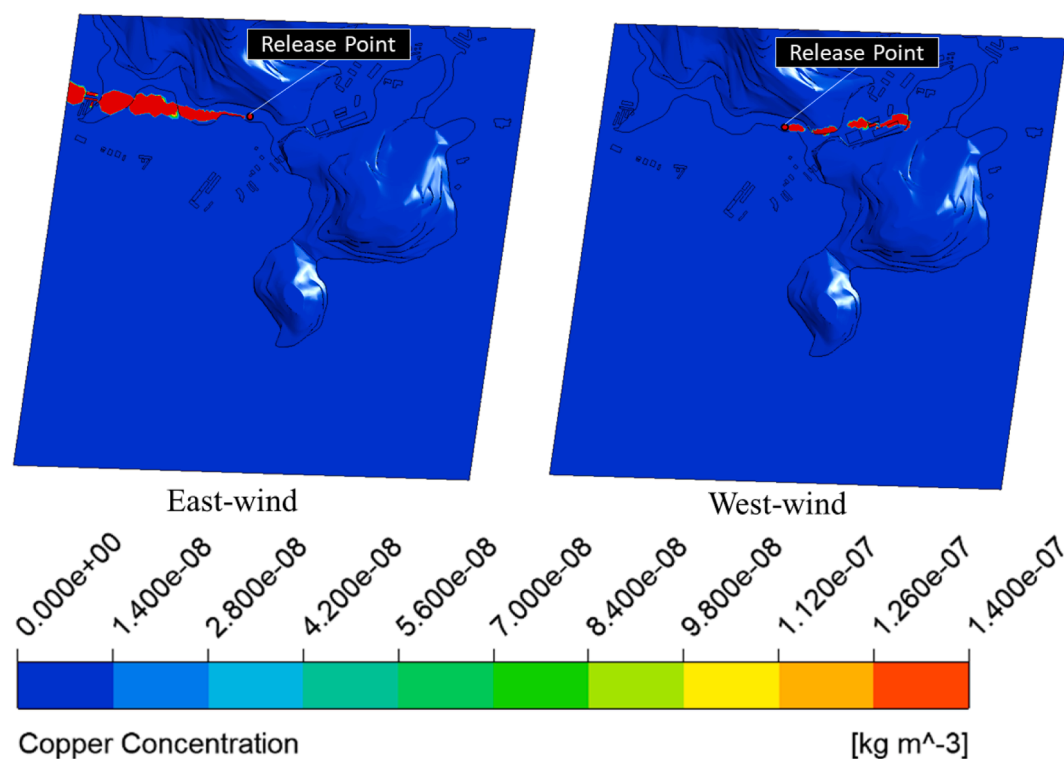 Release Point
Release Point
East-wind
West-wind
0.000e+00
1.400e-08
2.800e-08
4.200e-08
5.600e-08
7.000e-08
8.400e-08
9.800e-08
1.120e-07
1.260e-07
1.400e-07
Copper Concentration
[kg m^-3]